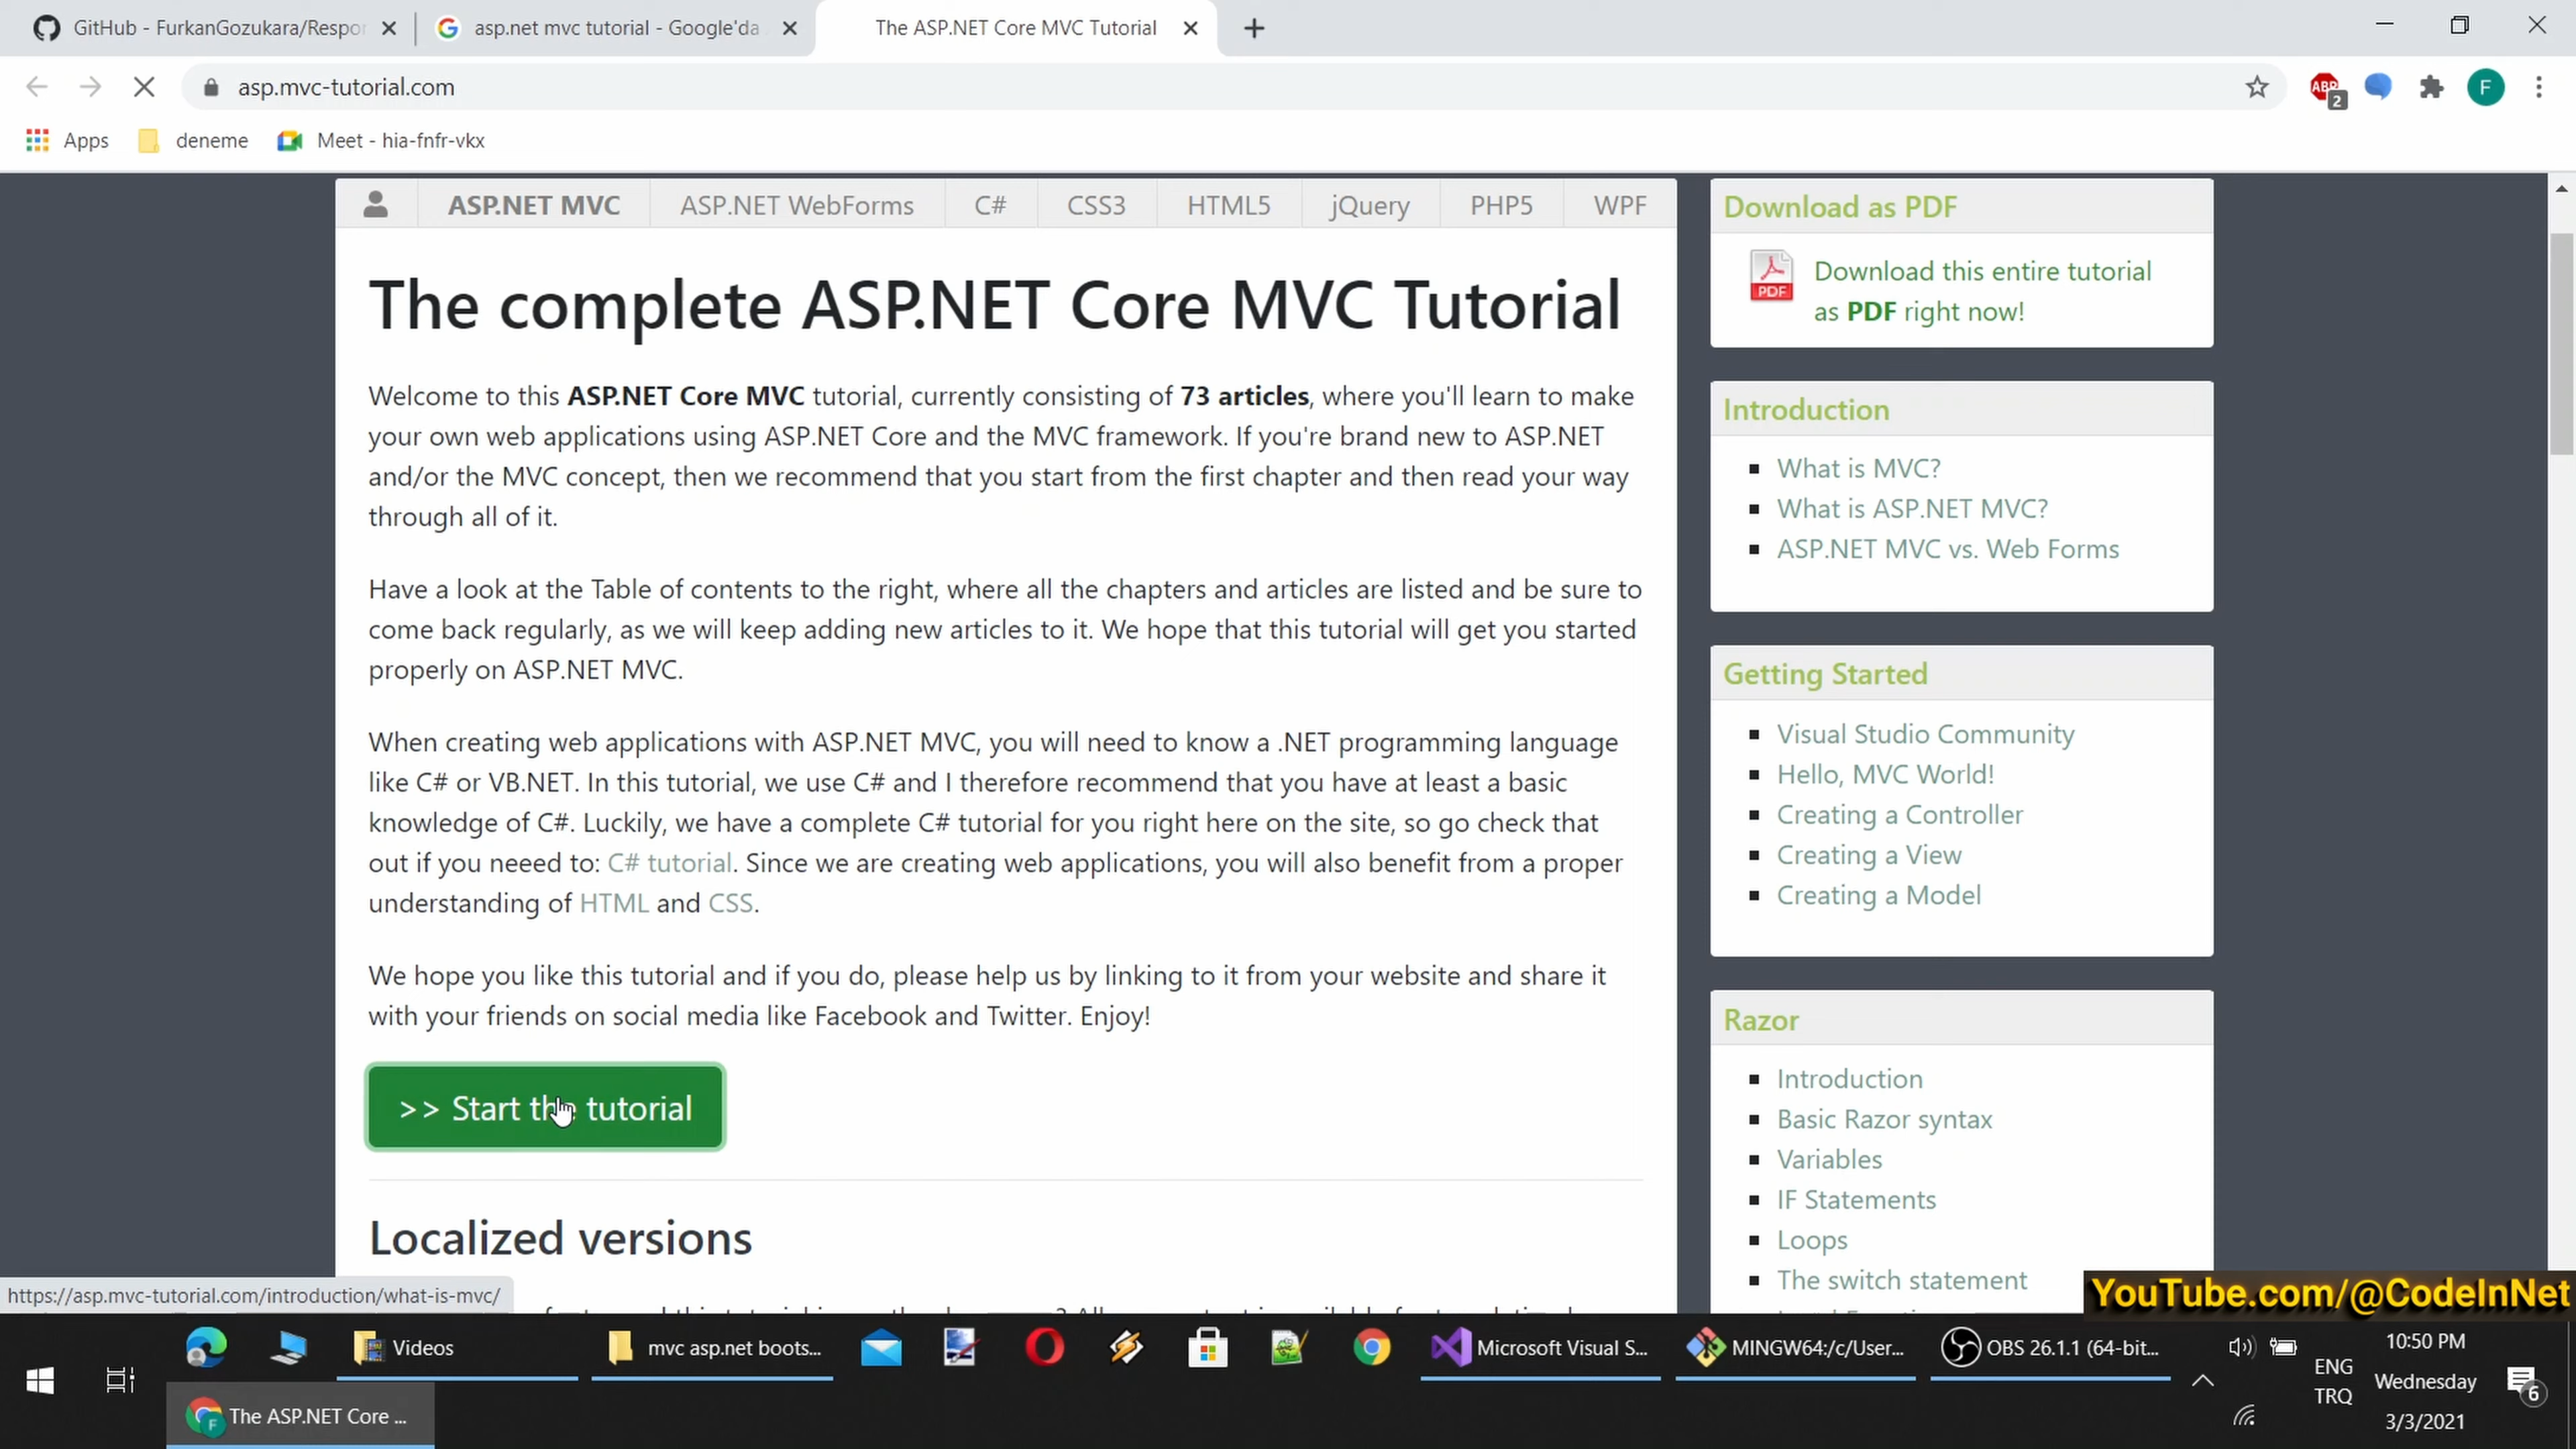 GitHub - FurkanGozukara/Respor
asp.net mvc tutorial - Google'da
The ASP.NET Core MVC Tutorial
asp.mvc-tutorial.com
ABP
2
F
Apps
deneme
Meet - hia-fnfr-vkx
ASP.NET MVC
ASP.NET WebForms
C#
CSS3
HTML5
jQuery
PHP5
WPF
The complete ASP.NET Core MVC Tutorial
Welcome to this ASP.NET Core MVC tutorial, currently consisting of 73 articles, where you'll learn to make
your own web applications using ASP.NET Core and the MVC framework. If you're brand new to ASP.NET
and/or the MVC concept, then we recommend that you start from the first chapter and then read your way
through all of it.
Have a look at the Table of contents to the right, where all the chapters and articles are listed and be sure to
come back regularly, as we will keep adding new articles to it. We hope that this tutorial will get you started
properly on ASP.NET MVC.
When creating web applications with ASP.NET MVC, you will need to know a .NET programming language
like C# or VB.NET. In this tutorial, we use C# and I therefore recommend that you have at least a basic
knowledge of C#. Luckily, we have a complete C# tutorial for you right here on the site, so go check that
out if you neeed to: C# tutorial. Since we are creating web applications, you will also benefit from a proper
understanding of HTML and CSS.
We hope you like this tutorial and if you do, please help us by linking to it from your website and share it
with your friends on social media like Facebook and Twitter. Enjoy!
>> Start the tutorial
Localized versions
Download as PDF
PDF
Download this entire tutorial
as PDF right now!
Introduction
What is MVC?
What is ASP.NET MVC?
ASP.NET MVC vs. Web Forms
Getting Started
Visual Studio Community
Hello, MVC World!
Creating a Controller
Creating a View
Creating a Model
Razor
Introduction
Basic Razor syntax
Variables
IF Statements
Loops
The switch statement
https://asp.mvc-tutorial.com/introduction/what-is-mvc/
YouTube.com/@CodeInNet
Videos
mvc asp.net boots...
Microsoft Visual S...
MINGW64:/c/User...
OBS 26.1.1 (64-bit...
F
The ASP.NET Core ...
ENG
TRQ
10:50 PM
Wednesday
3/3/2021
6